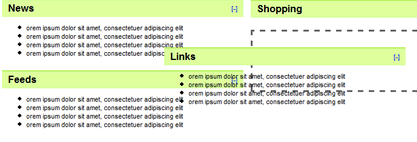 News [-]
orem ipsum dolor sit amet, consectetuer adipiscing elit
orem ipsum dolor sit amet, consectetuer adipiscing elit
orem ipsum dolor sit amet, consectetuer adipiscing elit
orem ipsum dolor sit amet, consectetuer adipiscing elit
Shopping
Links [-]
orem ipsum dolor sit amet, consectetuer adipiscing elit
orem ipsum dolor sit amet, consectetuer adipiscing elit
orem ipsum dolor sit amet, consectetuer adipiscing elit
orem ipsum dolor sit amet, consectetuer adipiscing elit
Feeds [-]
orem ipsum dolor sit amet, consectetuer adipiscing elit
orem ipsum dolor sit amet, consectetuer adipiscing elit
orem ipsum dolor sit amet, consectetuer adipiscing elit
orem ipsum dolor sit amet, consectetuer adipiscing elit